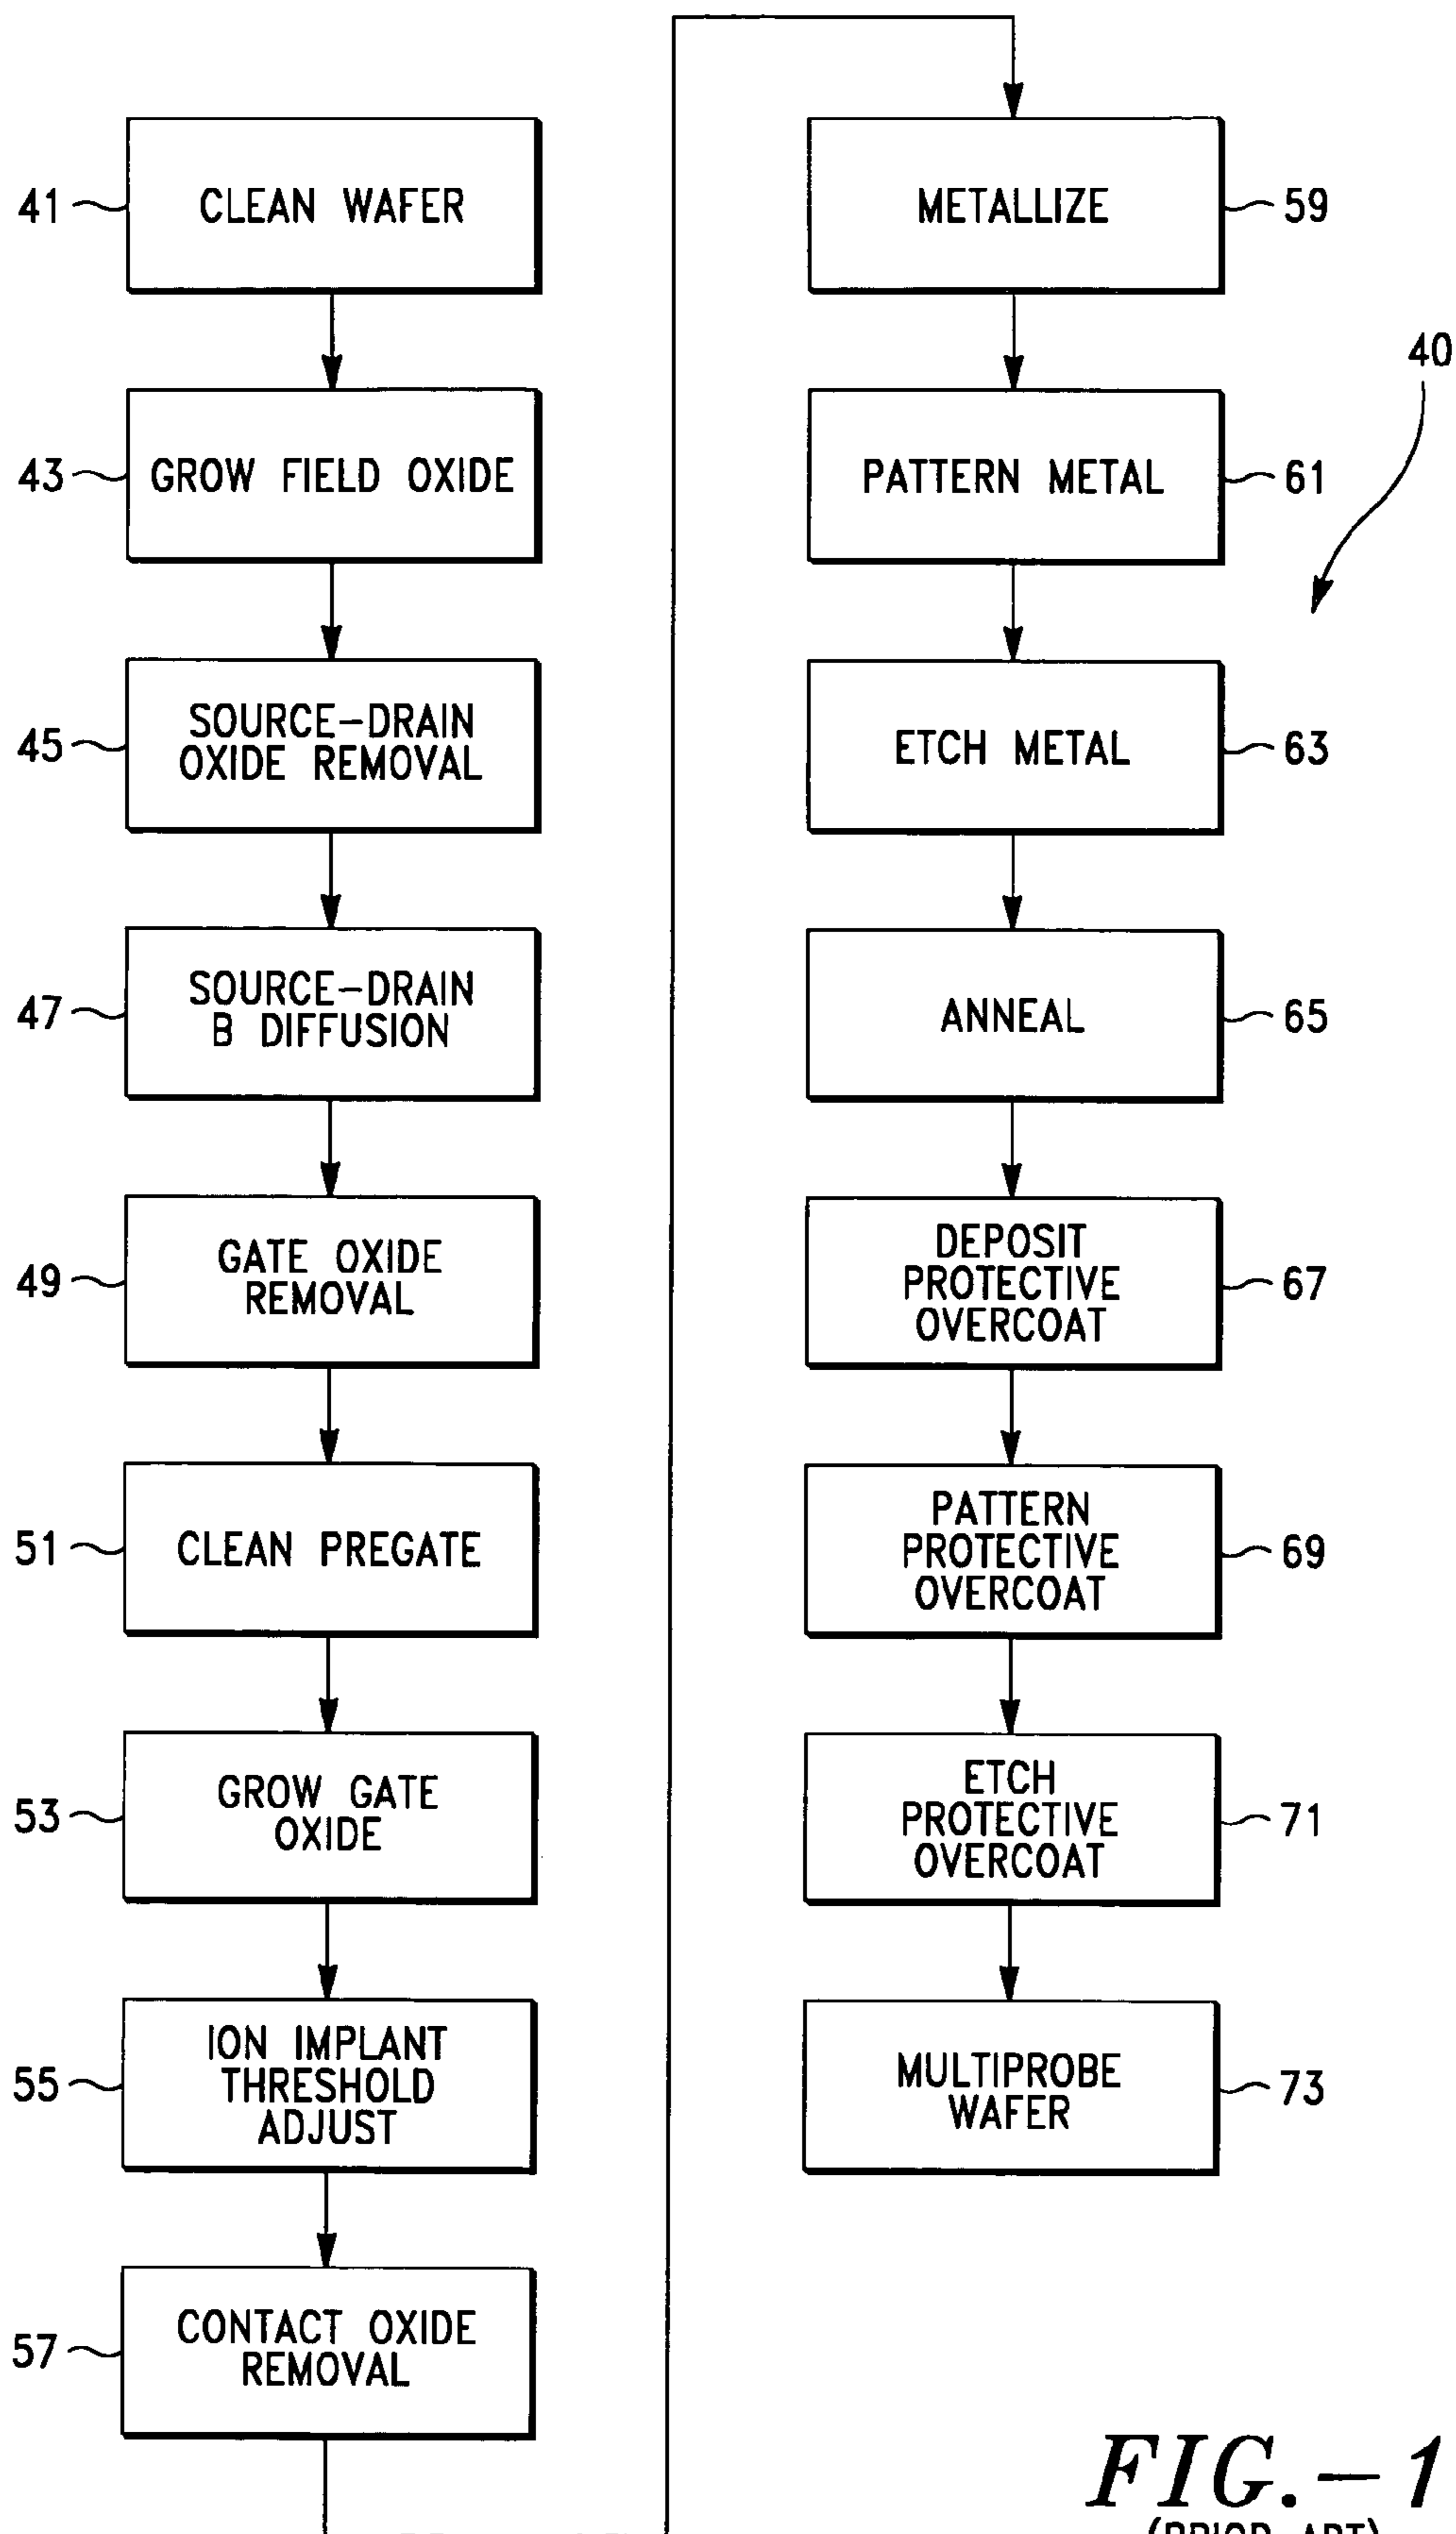 41
CLEAN WAFER
43
GROW FIELD OXIDE
45
SOURCE-DRAIN
OXIDE REMOVAL
47
SOURCE-DRAIN
B DIFFUSION
49
GATE OXIDE
REMOVAL
51
CLEAN PREGATE
53
GROW GATE
OXIDE
55
ION IMPLANT
THRESHOLD
ADJUST
57
CONTACT OXIDE
REMOVAL
METALLIZE
59
40
PATTERN METAL
61
ETCH METAL
63
ANNEAL
65
DEPOSIT
PROTECTIVE
OVERCOAT
67
PATTERN
PROTECTIVE
OVERCOAT
69
ETCH
PROTECTIVE
OVERCOAT
71
MULTIPROBE
WAFER
73
FIG.-1
(PRIOR ART)